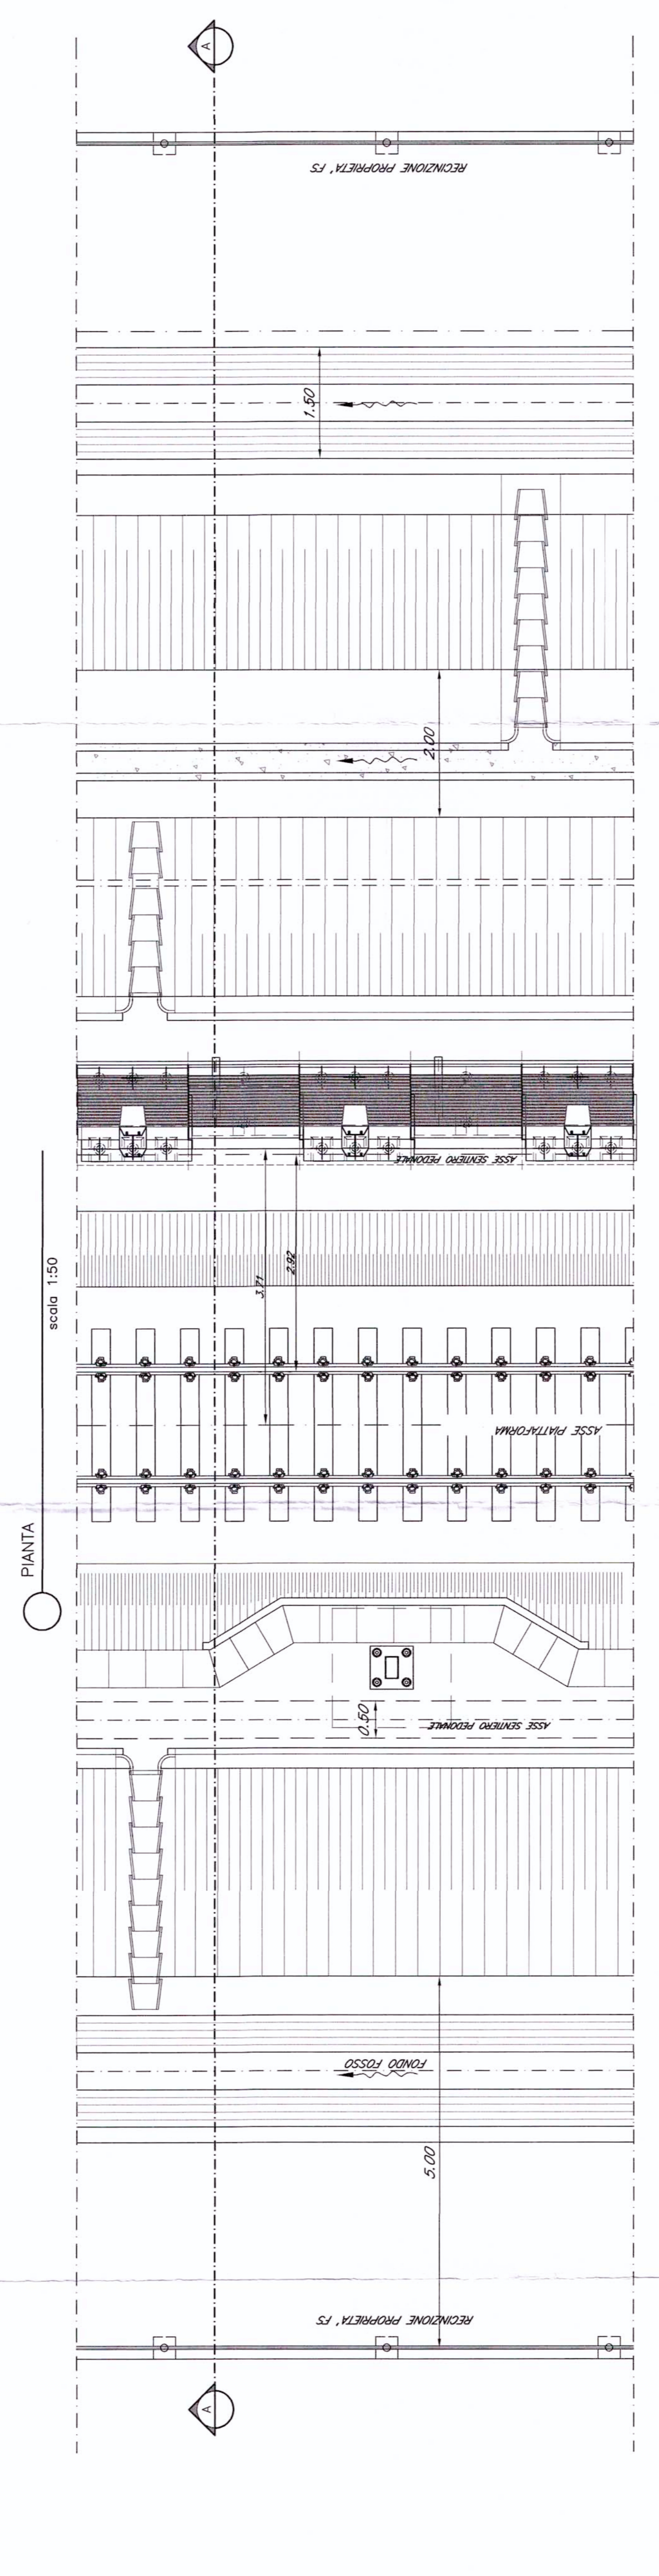 A
RECINZIONE PROPRIETA' FS
1.50
2.00
ASSE SENTIERO PEDONALE
2.92
3.71
scala 1:50
ASSE PIATTAFORMA
PIANTA
0.50
ASSE SENTIERO PEDONALE
FONDO FOSSO
5.00
RECINZIONE PROPRIETA' FS
A